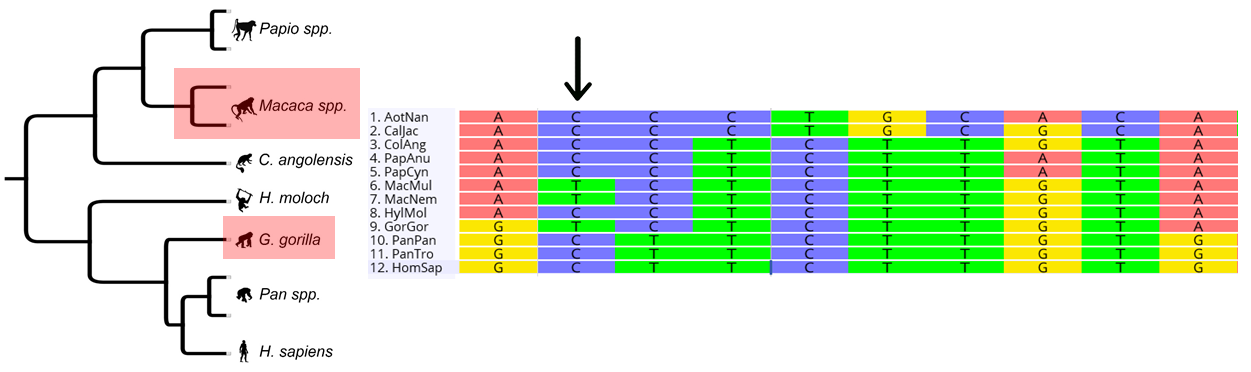 Papio spp.
Macaca spp.
C. angolensis
H. moloch
G. gorilla
Pan spp.
H. sapiens
1. AotNan A C C C T G C A C A
2. CalJac A C C C T G C G C A
3. ColAng A C C T C T T G T A
4. PapAnu A C C T C T T A T A
5. PapCyn A C C T C T T A T A
6. MacMul A T C T C T T G T A
7. MacNem A T C T C T T G T A
8. HylMol A C C T C T T G T A
9. GorGor G T C T C T T G T A
10. PanPan G C T T C T T G T G
11. PanTro G C T T C T T G T G
12. HomSap G C T T C T T G T G